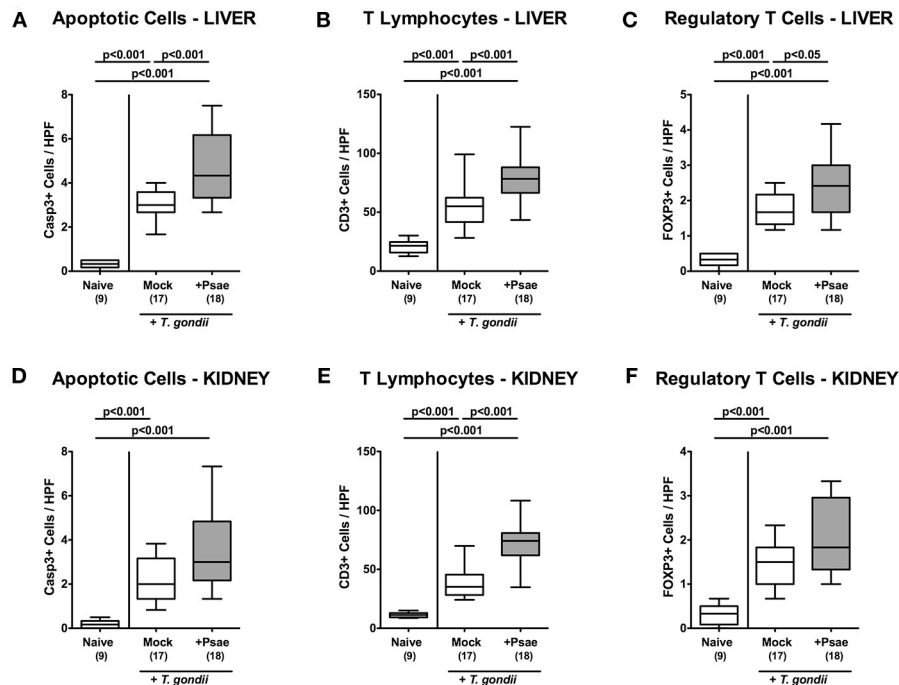 A Apoptotic Cells - LIVER
p<0.001 p<0.001
p<0.001
8
6
4
2
0
Casp3+ Cells / HPF
Naive Mock +Psae
(9) (17) (18)
+ T. gondii
B T Lymphocytes - LIVER
p<0.001 p<0.001
p<0.001
150
100
50
0
CD3+ Cells / HPF
Naive Mock +Psae
(9) (17) (18)
+ T. gondii
C Regulatory T Cells - LIVER
p<0.001 p<0.05
p<0.001
5
4
3
2
1
0
FOXP3+ Cells / HPF
Naive Mock +Psae
(9) (17) (18)
+ T. gondii
D Apoptotic Cells - KIDNEY
p<0.001
p<0.001
8
6
4
2
0
Casp3+ Cells / HPF
Naive Mock +Psae
(9) (17) (18)
+ T. gondii
E T Lymphocytes - KIDNEY
p<0.001 p<0.001
p<0.001
150
100
50
0
CD3+ Cells / HPF
Naive Mock +Psae
(9) (17) (18)
+ T. gondii
F Regulatory T Cells - KIDNEY
p<0.001
p<0.001
4
3
2
1
0
FOXP3+ Cells / HPF
Naive Mock +Psae
(9) (17) (18)
+ T. gondii